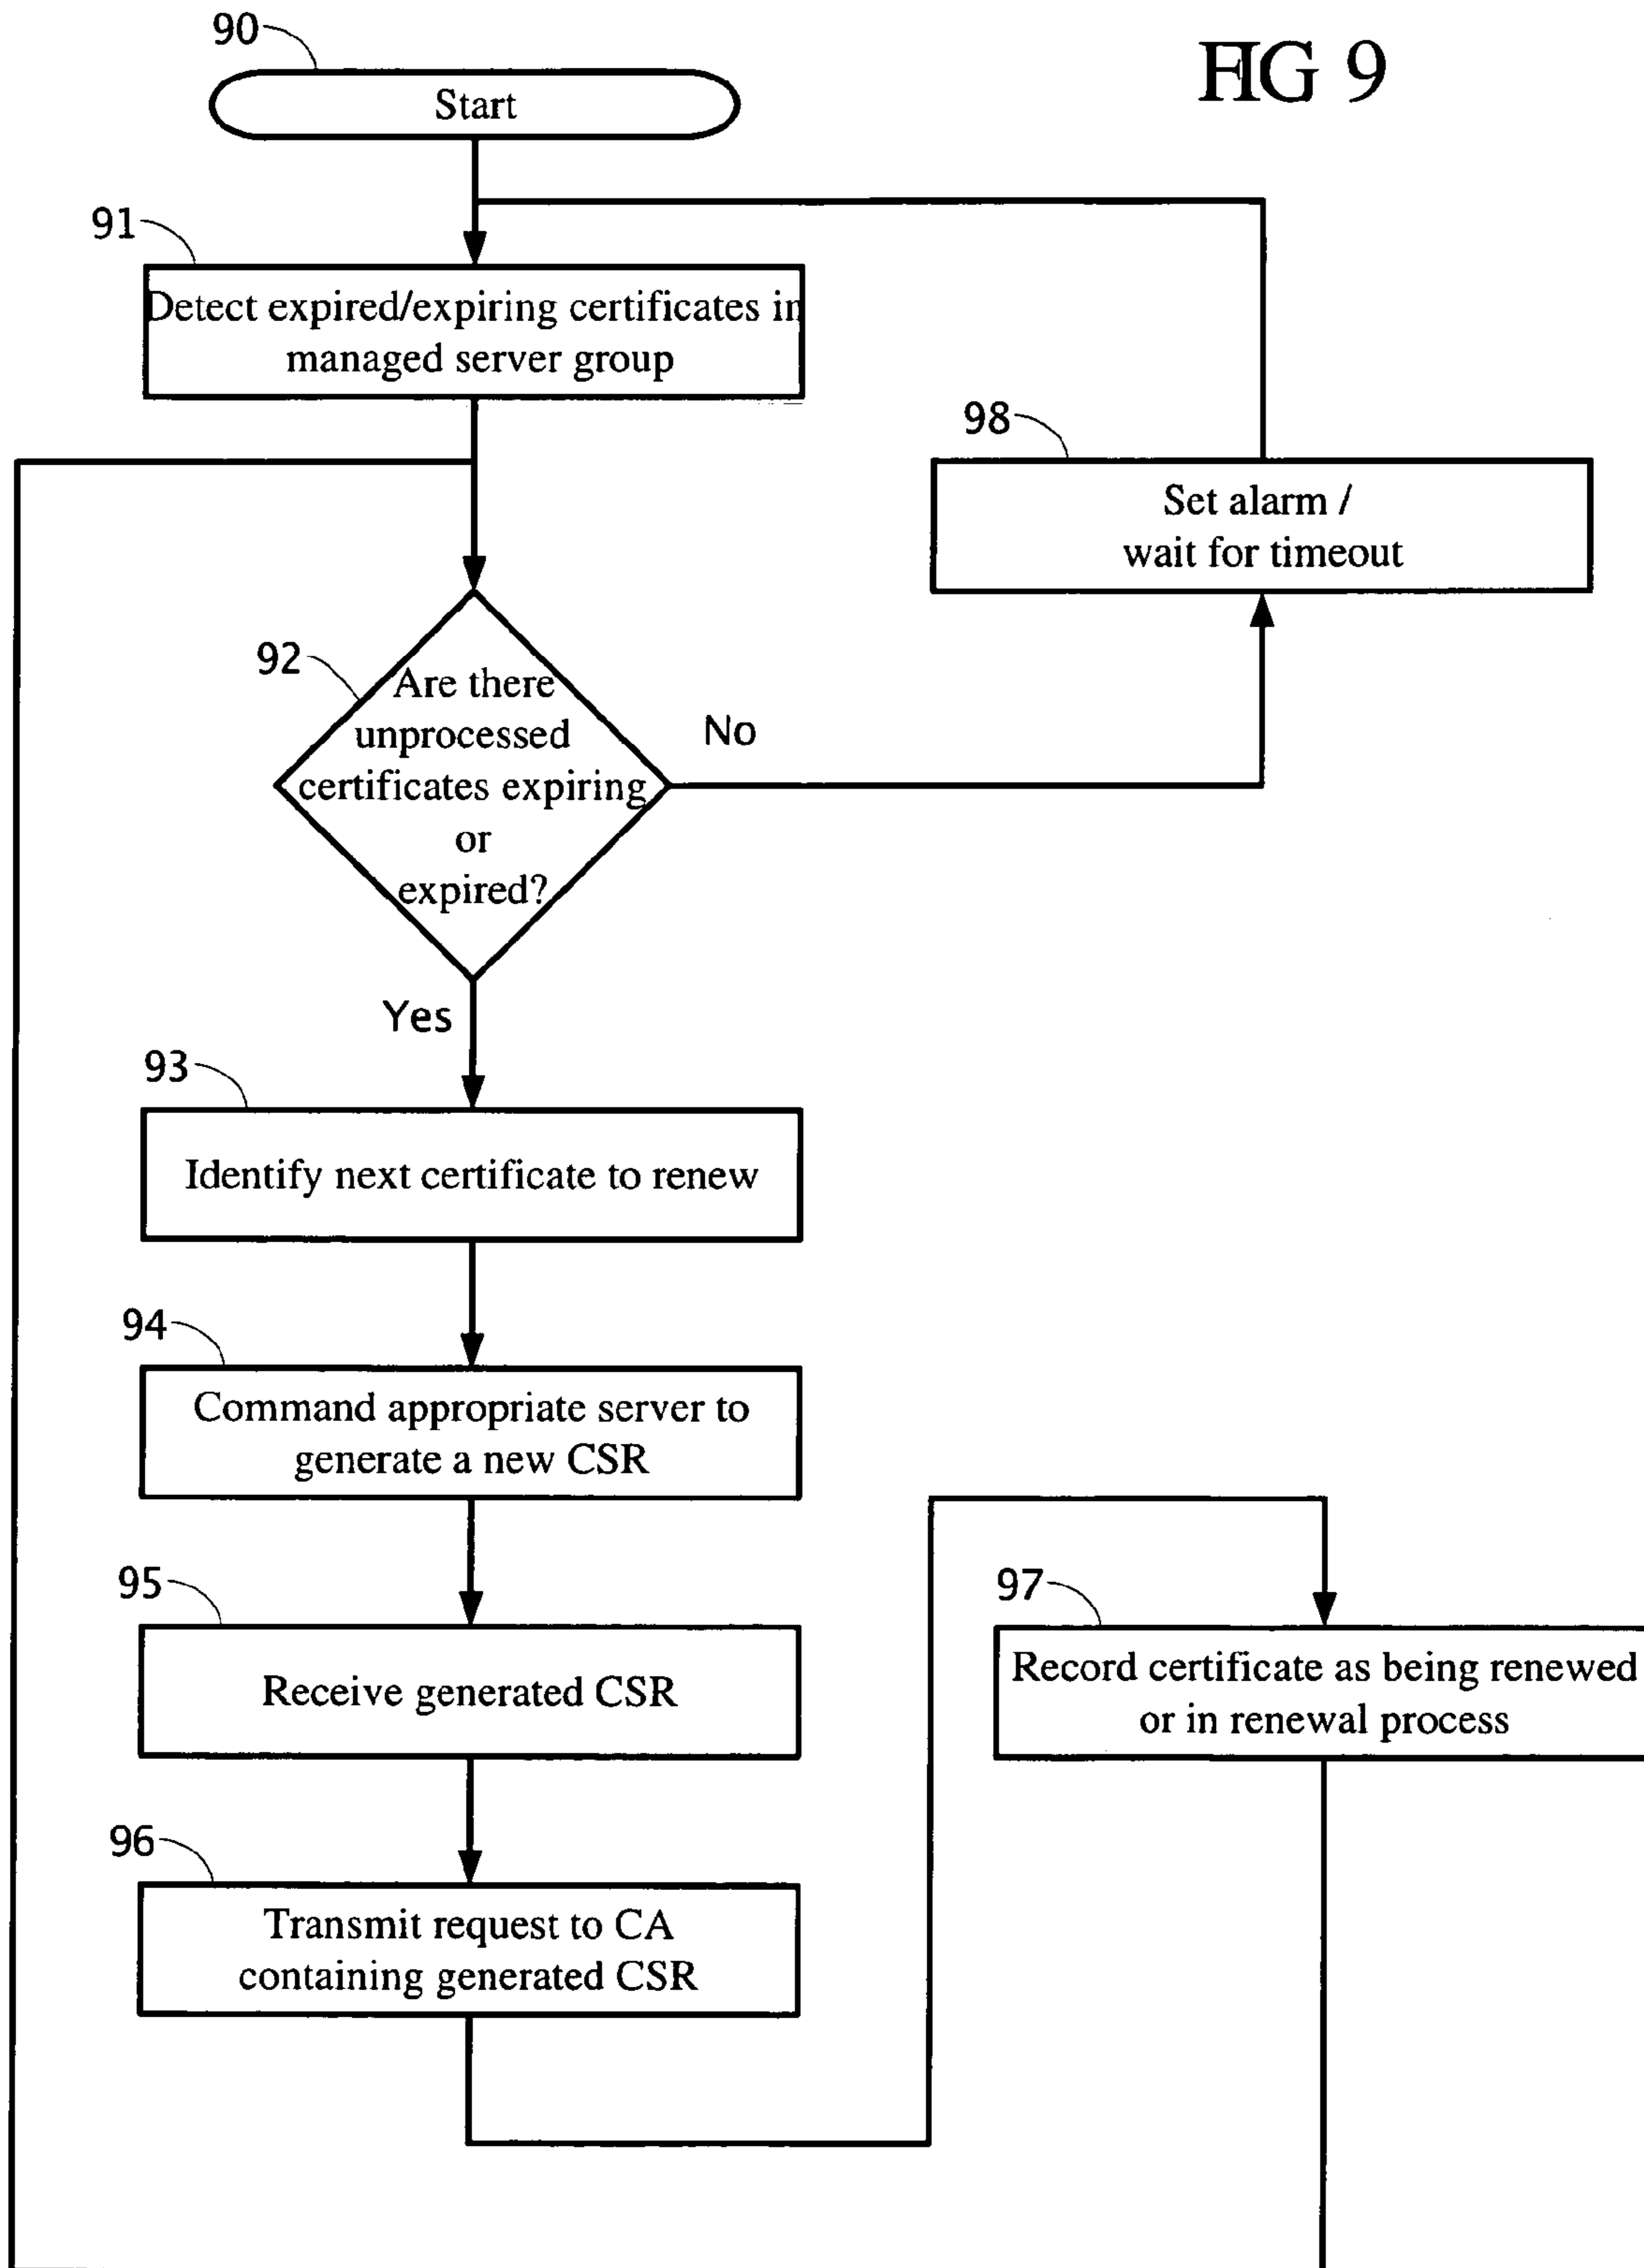 FIG 9
90
Start
91
Detect expired/expiring certificates in
managed server group
98
Set alarm /
wait for timeout
92
Are there
unprocessed
certificates expiring
or
expired?
No
Yes
93
Identify next certificate to renew
94
Command appropriate server to
generate a new CSR
95
Receive generated CSR
97
Record certificate as being renewed
or in renewal process
96
Transmit request to CA
containing generated CSR